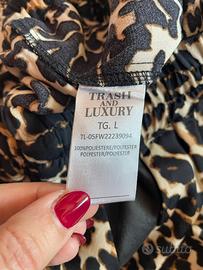 TRASH
AND
LUXURY
TG. L
TL-05FW22239094
100%POLIESTERE/POLYESTER
POLYESTER/POLYESTER
subito